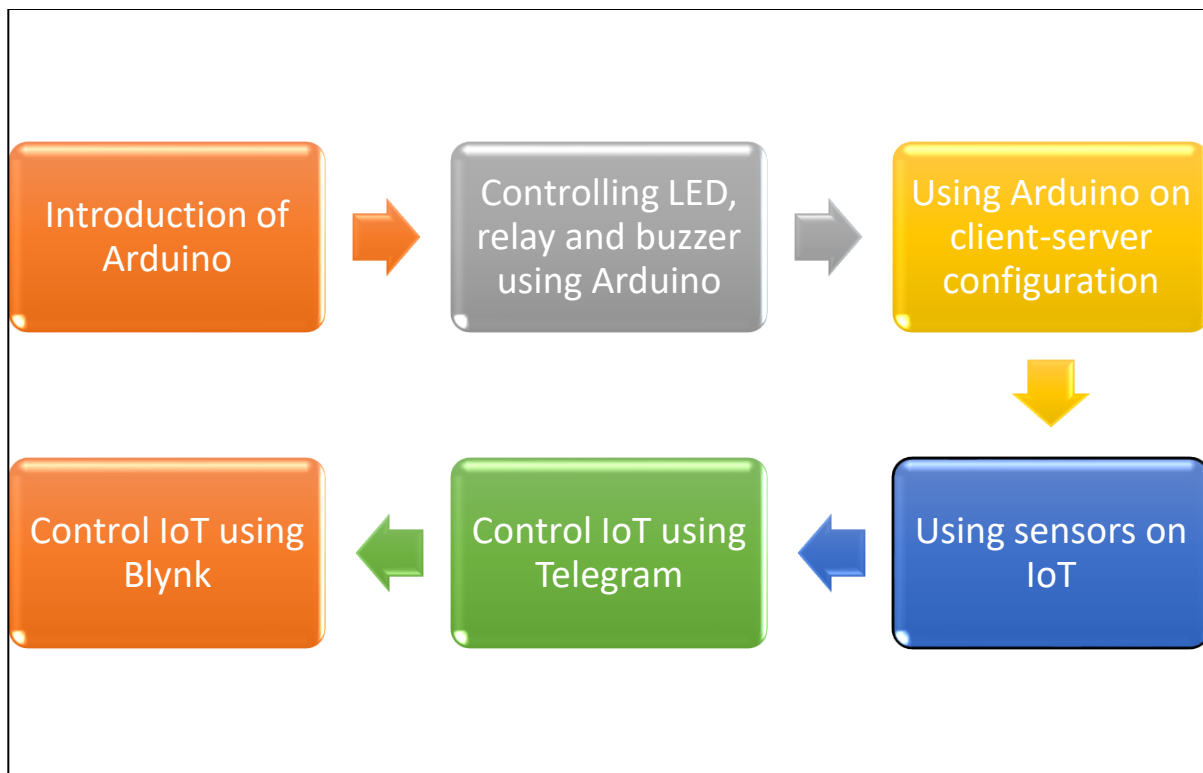 Introduction of
Arduino
Controlling LED,
relay and buzzer
using Arduino
Using Arduino on
client-server
configuration
Using sensors on
IoT
Control IoT using
Telegram
Control IoT using
Blynk